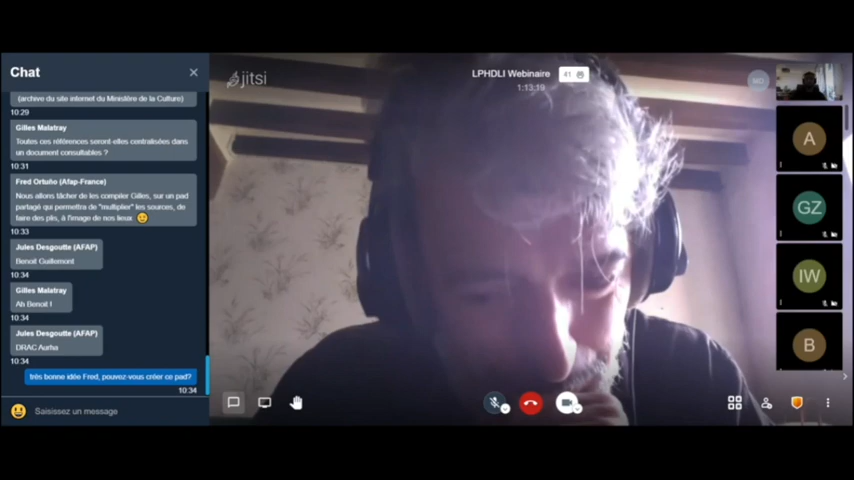 Chat
jitsi
LPHDLI Webinaire
41
1:13:19
MD
(archive du site internet du Ministère de la Culture)
10:29
Gilles Malatray
Toutes ces références seront-elles centralisées dans
un document consultables ?
10:31
Fred Ortuño (Afap-France)
Nous allons tâcher de les compiler Gilles, sur un pad
partagé qui permettra de "multiplier" les sources, de
faire des plis, à l'image de nos lieux
10:33
Jules Desgoutte (AFAP)
Benoit Guillemont
10:34
Gilles Malatray
Ah Benoit !
10:34
Jules Desgoutte (AFAP)
DRAC Aurha
10:34
très bonne idée Fred, pouvez-vous créer ce pad?
10:34
Saisissez un message
A
GZ
IW
B